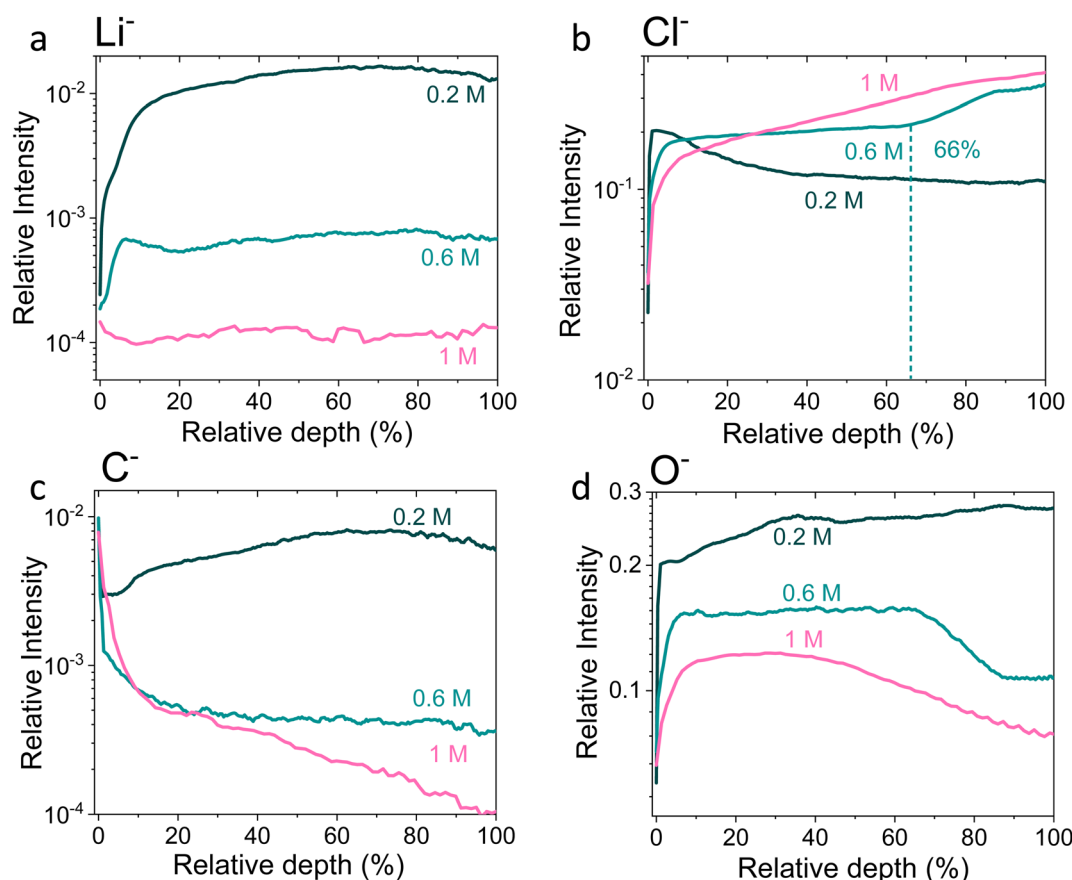 a Li⁻
10⁻²
10⁻³
10⁻⁴
0.2 M
0.6 M
1 M
0 20 40 60 80 100
Relative depth (%)
Relative Intensity
b Cl⁻
10⁻¹
10⁻²
1 M
0.6 M 66%
0.2 M
0 20 40 60 80 100
Relative depth (%)
Relative Intensity
c C⁻
10⁻²
10⁻³
10⁻⁴
0.2 M
0.6 M
1 M
0 20 40 60 80 100
Relative depth (%)
Relative Intensity
d O⁻
0.3
0.2
0.1
0.2 M
0.6 M
1 M
0 20 40 60 80 100
Relative depth (%)
Relative Intensity